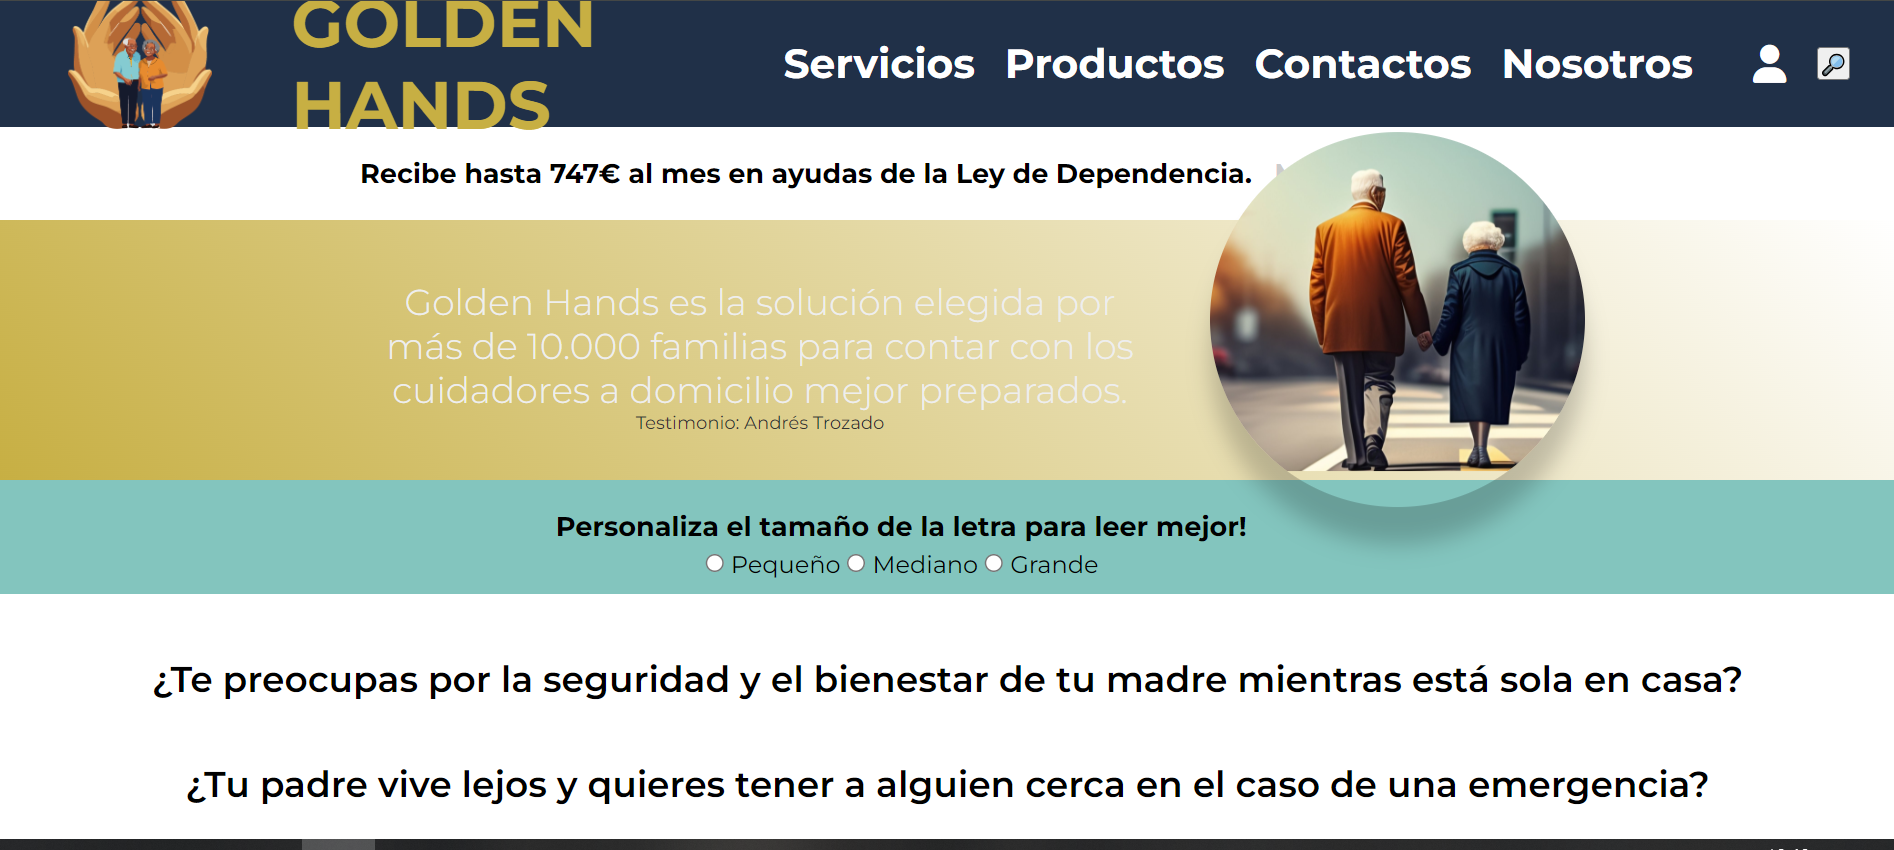 GOLDEN
HANDS
Servicios Productos Contactos Nosotros
Recibe hasta 747€ al mes en ayudas de la Ley de Dependencia.
Golden Hands es la solución elegida por
más de 10.000 familias para contar con los
cuidadores a domicilio mejor preparados.
Testimonio: Andrés Trozado
Personaliza el tamaño de la letra para leer mejor!
Pequeño Mediano Grande
¿Te preocupas por la seguridad y el bienestar de tu madre mientras está sola en casa?
¿Tu padre vive lejos y quieres tener a alguien cerca en el caso de una emergencia?